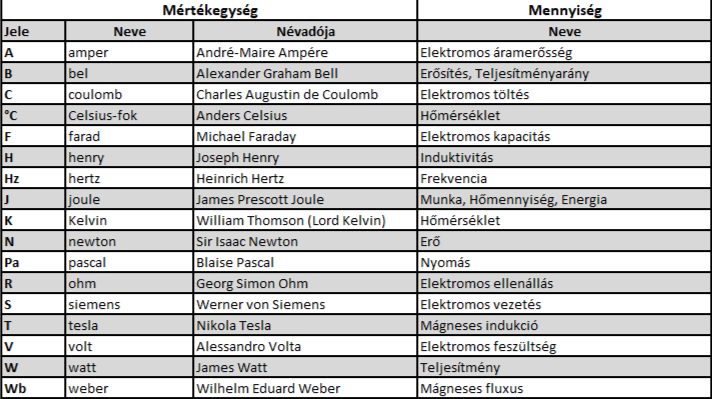 Mértékegység Mennyiség
Jele Neve Névadója Neve
A amper André-Maire Ampére Elektromos áramerősség
B bel Alexander Graham Bell Erősítés, Teljesítményarány
C coulomb Charles Augustin de Coulomb Elektromos töltés
°C Celsius-fok Anders Celsius Hőmérséklet
F farad Michael Faraday Elektromos kapacitás
H henry Joseph Henry Induktivitás
Hz hertz Heinrich Hertz Frekvencia
J joule James Prescott Joule Munka, Hőmennyiség, Energia
K Kelvin William Thomson (Lord Kelvin) Hőmérséklet
N newton Sir Isaac Newton Erő
Pa pascal Blaise Pascal Nyomás
R ohm Georg Simon Ohm Elektromos ellenállás
S siemens Werner von Siemens Elektromos vezetés
T tesla Nikola Tesla Mágneses indukció
V volt Alessandro Volta Elektromos feszültség
W watt James Watt Teljesítmény
Wb weber Wilhelm Eduard Weber Mágneses fluxus